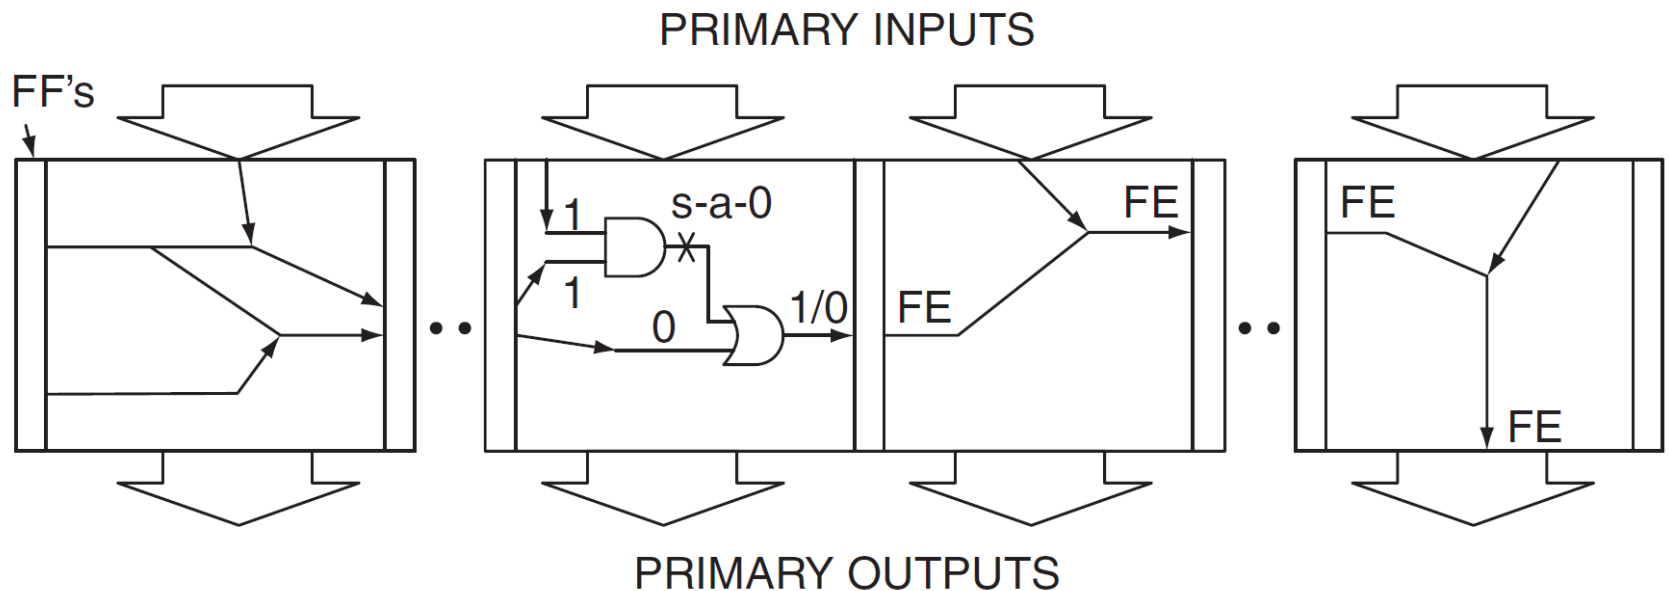 PRIMARY INPUTS
FF's
1
s-a-0
1
0
1/0
FE
FE
FE
FE
PRIMARY OUTPUTS